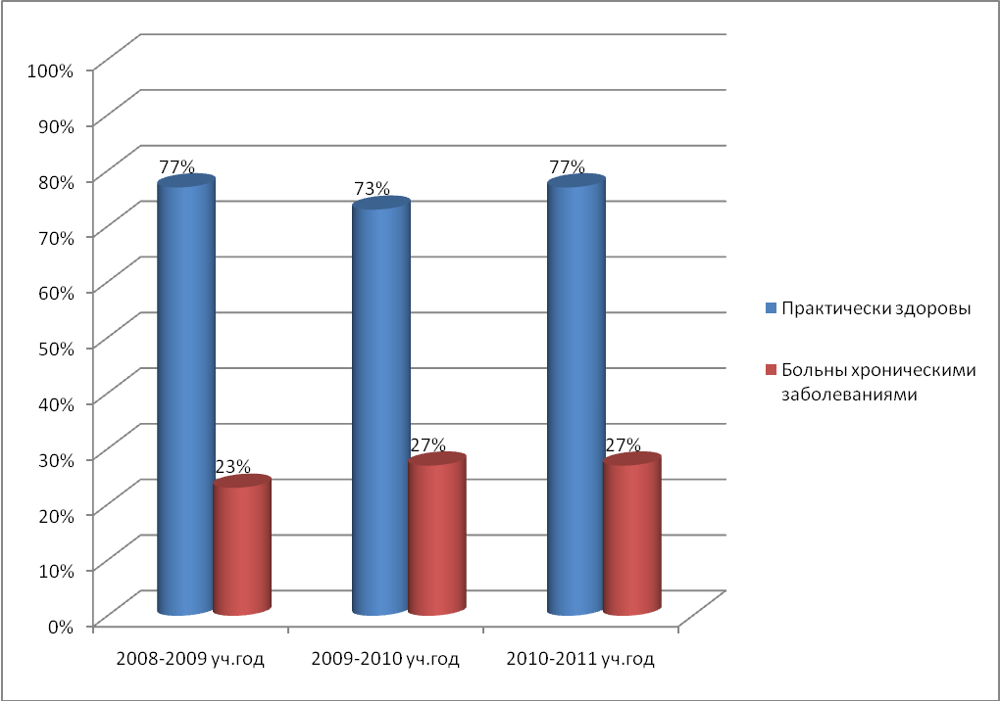 100%
90%
80%
70%
60%
50%
40%
30%
20%
10%
0%
77%
23%
73%
27%
77%
27%
2008-2009 уч.год
2009-2010 уч.год
2010-2011 уч.год
Практически здоровы
Больны хроническими
заболеваниями